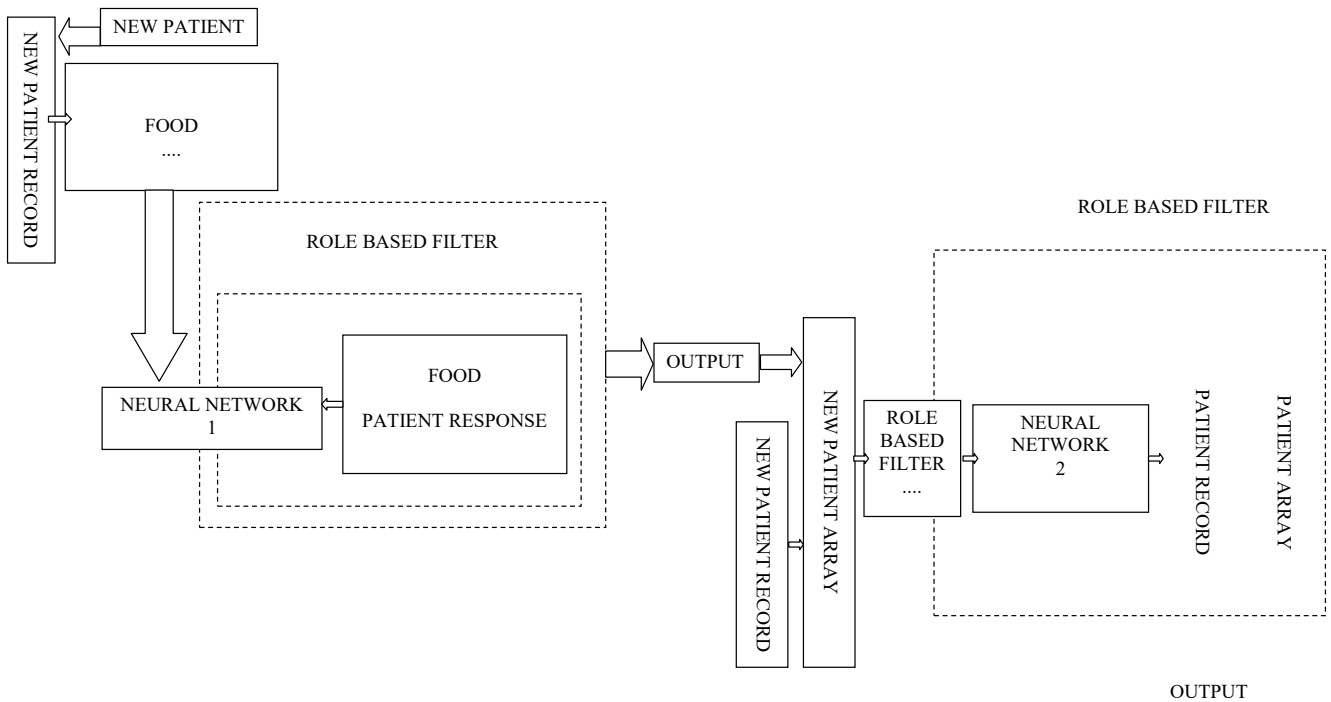 NEW PATIENT
NEW PATIENT RECORD
FOOD
....
ROLE BASED FILTER
FOOD
PATIENT RESPONSE
NEURAL NETWORK
1
OUTPUT
NEW PATIENT RECORD
NEW PATIENT ARRAY
ROLE
BASED
FILTER
....
ROLE BASED FILTER
NEURAL
NETWORK
2
PATIENT RECORD
PATIENT ARRAY
OUTPUT